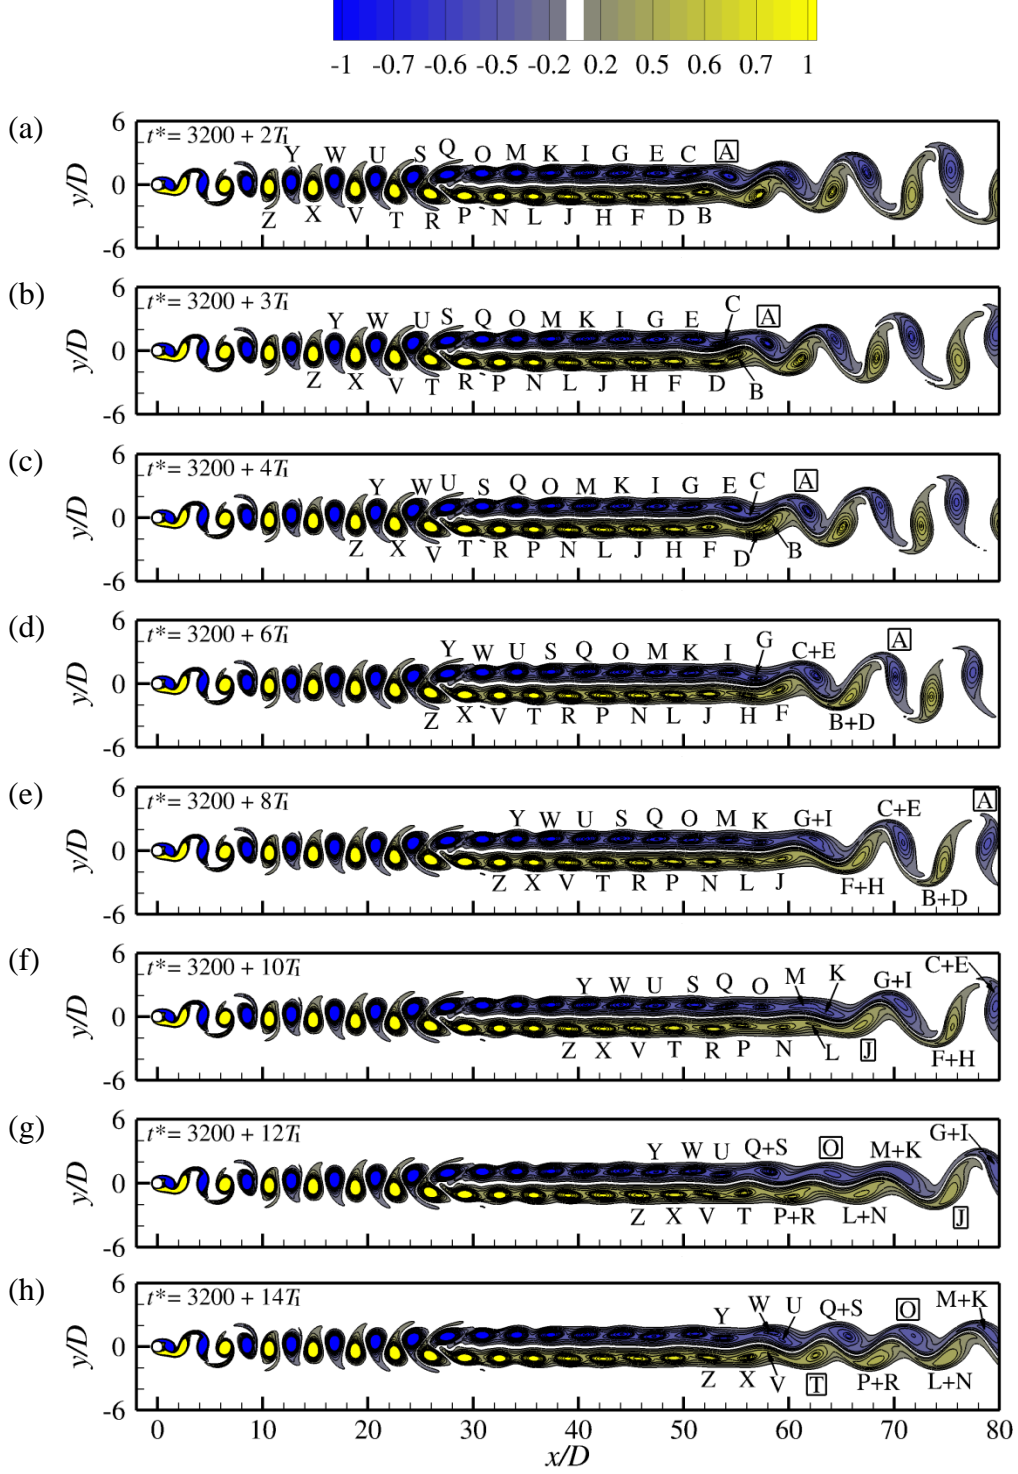 -1 -0.7 -0.6 -0.5 -0.2 0.2 0.5 0.6 0.7 1
(a)
t*= 3200 + 2T₁
Y W U S Q O M K I G E C A
Z X V T R P N L J H F D B
6
0
-6
y/D
(b)
t*= 3200 + 3T₁
Y W U S Q O M K I G E C A
Z X V T R P N L J H F D B
6
0
-6
y/D
(c)
t*= 3200 + 4T₁
Y W U S Q O M K I G E C A
Z X V T R P N L J H F D B
6
0
-6
y/D
(d)
t*= 3200 + 6T₁
Y W U S Q O M K I G C+E A
Z X V T R P N L J H F B+D
6
0
-6
y/D
(e)
t*= 3200 + 8T₁
Y W U S Q O M K G+I C+E A
Z X V T R P N L J F+H B+D
6
0
-6
y/D
(f)
t*= 3200 + 10T₁
Y W U S Q O M K G+I C+E
Z X V T R P N L J F+H
6
0
-6
y/D
(g)
t*= 3200 + 12T₁
Y W U Q+S O M+K G+I
Z X V T P+R L+N J
6
0
-6
y/D
(h)
t*= 3200 + 14T₁
Y W U Q+S O M+K
Z X V T P+R L+N
6
0
-6
y/D
0 10 20 30 40 50 60 70 80
x/D